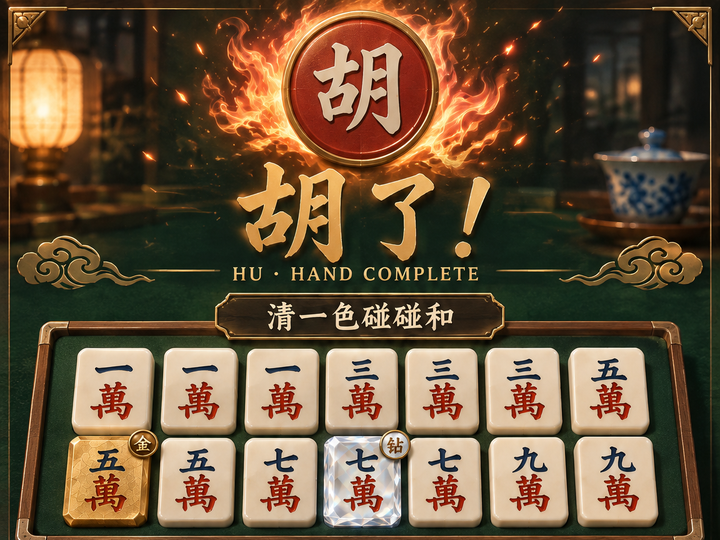 胡
胡了!
HU · HAND COMPLETE
清一色碰碰和
一萬 一萬 一萬 三萬 三萬 三萬 五萬
五萬 金 五萬 七萬 七萬 钻 七萬 九萬 九萬